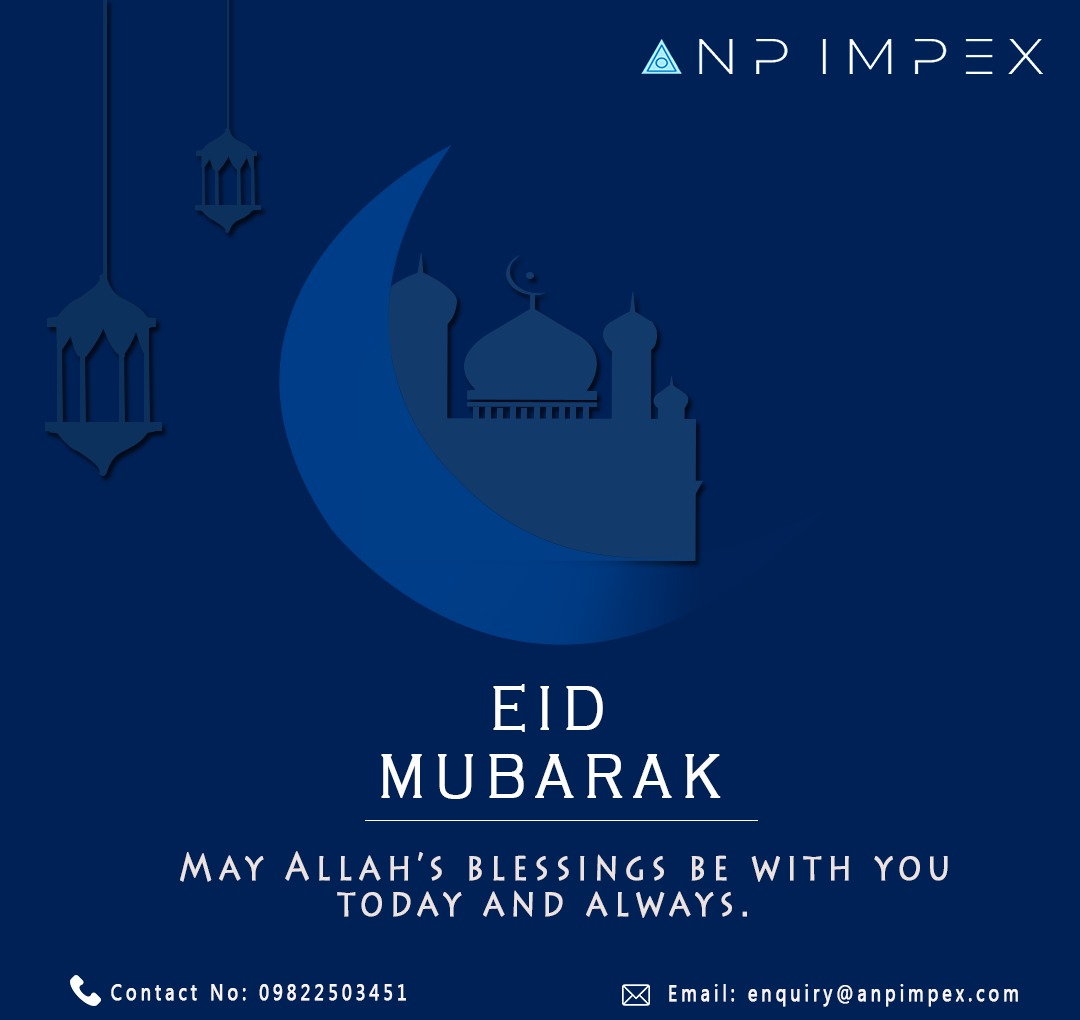 ANP IMPEX
EID
MUBARAK
MAY ALLAH'S BLESSINGS BE WITH YOU
TODAY AND ALWAYS.
Contact No: 09822503451
Email: enquiry@anpimpex.com